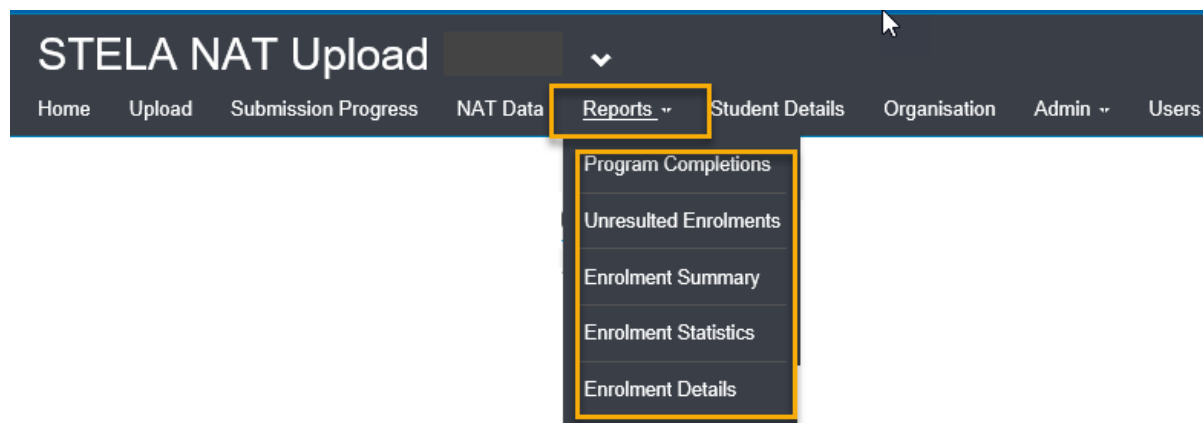 STELA NAT Upload
Home Upload Submission Progress NAT Data Reports Student Details Organisation Admin Users
Program Completions
Unresulted Enrolments
Enrolment Summary
Enrolment Statistics
Enrolment Details